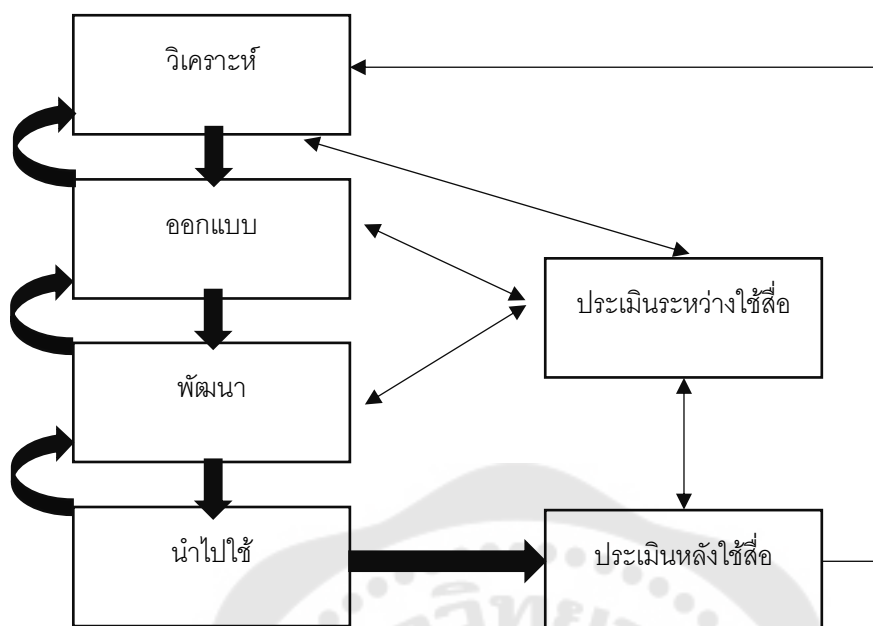 วิเคราะห์
ออกแบบ
ประเมินระหว่างใช้สื่อ
พัฒนา
นำไปใช้
ประเมินหลังใช้สื่อ